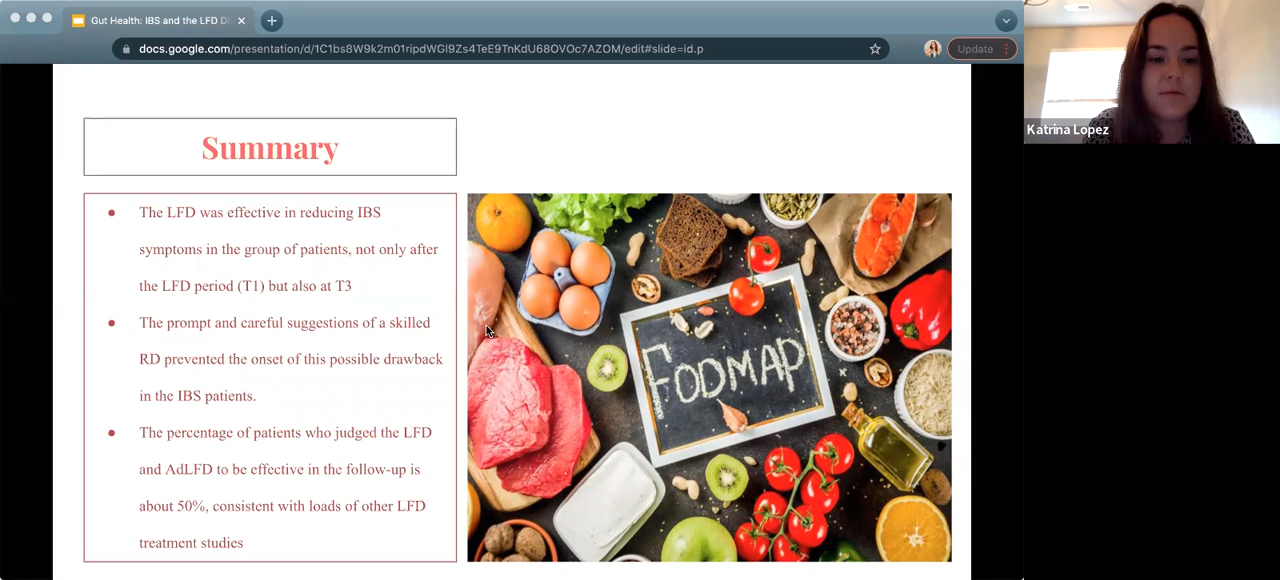 Gut Health: IBS and the LFD Di
docs.google.com/presentation/d/1C1bs8W9k2m01ripdWGl9Zs4TeE9TnKdU68OVOc7AZOM/edit#slide=id.p
Update
Katrina Lopez
Summary
● The LFD was effective in reducing IBS
symptoms in the group of patients, not only after
the LFD period (T1) but also at T3
● The prompt and careful suggestions of a skilled
RD prevented the onset of this possible drawback
in the IBS patients.
● The percentage of patients who judged the LFD
and AdLFD to be effective in the follow-up is
about 50%, consistent with loads of other LFD
treatment studies
FODMAP